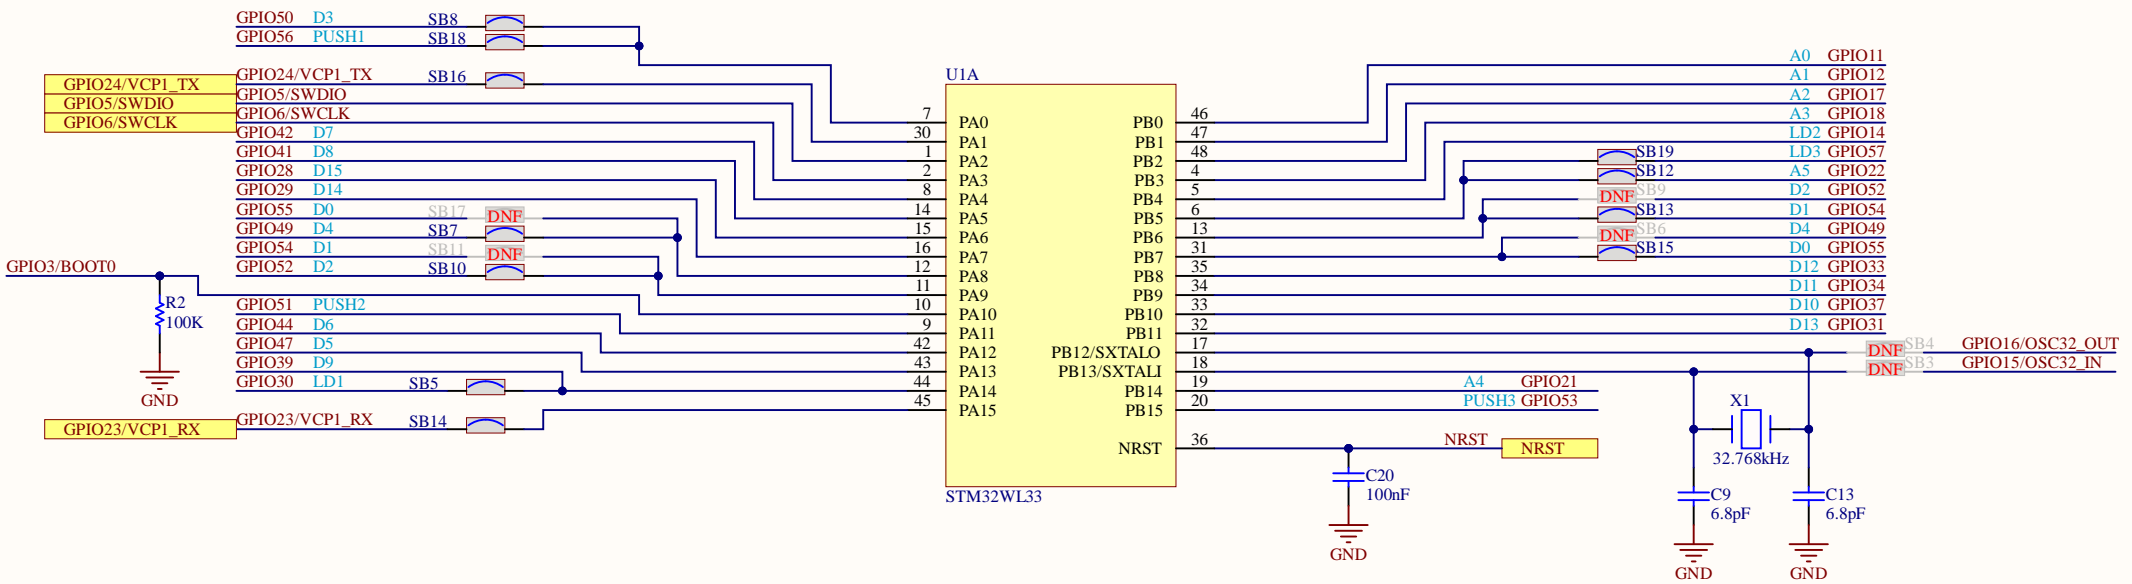 GPIO50 D3 SB8
GPIO56 PUSH1 SB18
GPIO24/VCP1_TX GPIO24/VCP1_TX SB16
GPIO5/SWDIO GPIO5/SWDIO
GPIO6/SWCLK GPIO6/SWCLK
GPIO42 D7
GPIO41 D8
GPIO28 D15
GPIO29 D14
GPIO55 D0 SB17 DNF
GPIO49 D4 SB7
GPIO54 D1 SB11 DNF
GPIO52 D2 SB10
GPIO3/BOOT0
R2
100K
GND
GPIO51 PUSH2
GPIO44 D6
GPIO47 D5
GPIO39 D9
GPIO30 LD1 SB5
GPIO23/VCP1_RX GPIO23/VCP1_RX SB14
U1A
7 PA0 PB0 46
30 PA1 PB1 47
1 PA2 PB2 48
2 PA3 PB3 4
8 PA4 PB4 5
14 PA5 PB5 6
15 PA6 PB6 13
16 PA7 PB7 31
12 PA8 PB8 35
11 PA9 PB9 34
10 PA10 PB10 33
9 PA11 PB11 32
42 PA12 PB12/SXTALO 17
43 PA13 PB13/SXTALI 18
44 PA14 PB14 19
45 PA15 PB15 20
NRST 36
STM32WL33
A0 GPIO11
A1 GPIO12
A2 GPIO17
A3 GPIO18
LD2 GPIO14
SB19 LD3 GPIO57
SB12 A5 GPIO22
DNF SB9 D2 GPIO52
SB13 D1 GPIO54
DNF SB6 D4 GPIO49
SB15 D0 GPIO55
D12 GPIO33
D11 GPIO34
D10 GPIO37
D13 GPIO31
DNF SB4 GPIO16/OSC32_OUT
DNF SB3 GPIO15/OSC32_IN
A4 GPIO21
PUSH3 GPIO53
NRST NRST
C20
100nF
GND
X1
32.768kHz
C9
6.8pF
GND
C13
6.8pF
GND